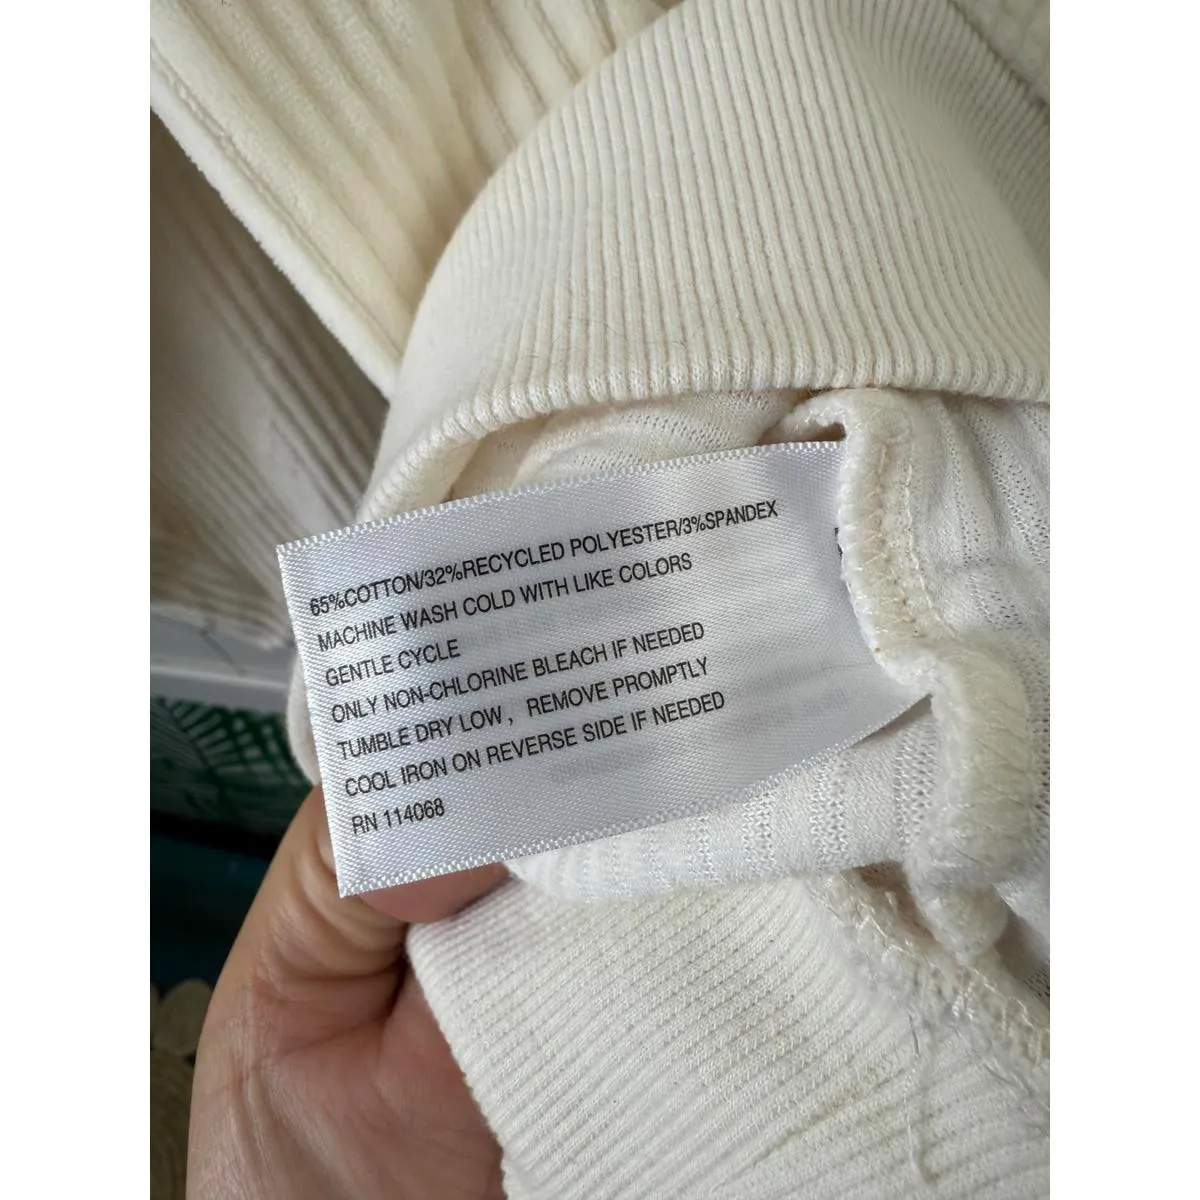 65%COTTON/32%RECYCLED POLYESTER/3%SPANDEX
MACHINE WASH COLD WITH LIKE COLORS
GENTLE CYCLE
ONLY NON-CHLORINE BLEACH IF NEEDED
TUMBLE DRY LOW, REMOVE PROMPTLY
COOL IRON ON REVERSE SIDE IF NEEDED
RN 114068